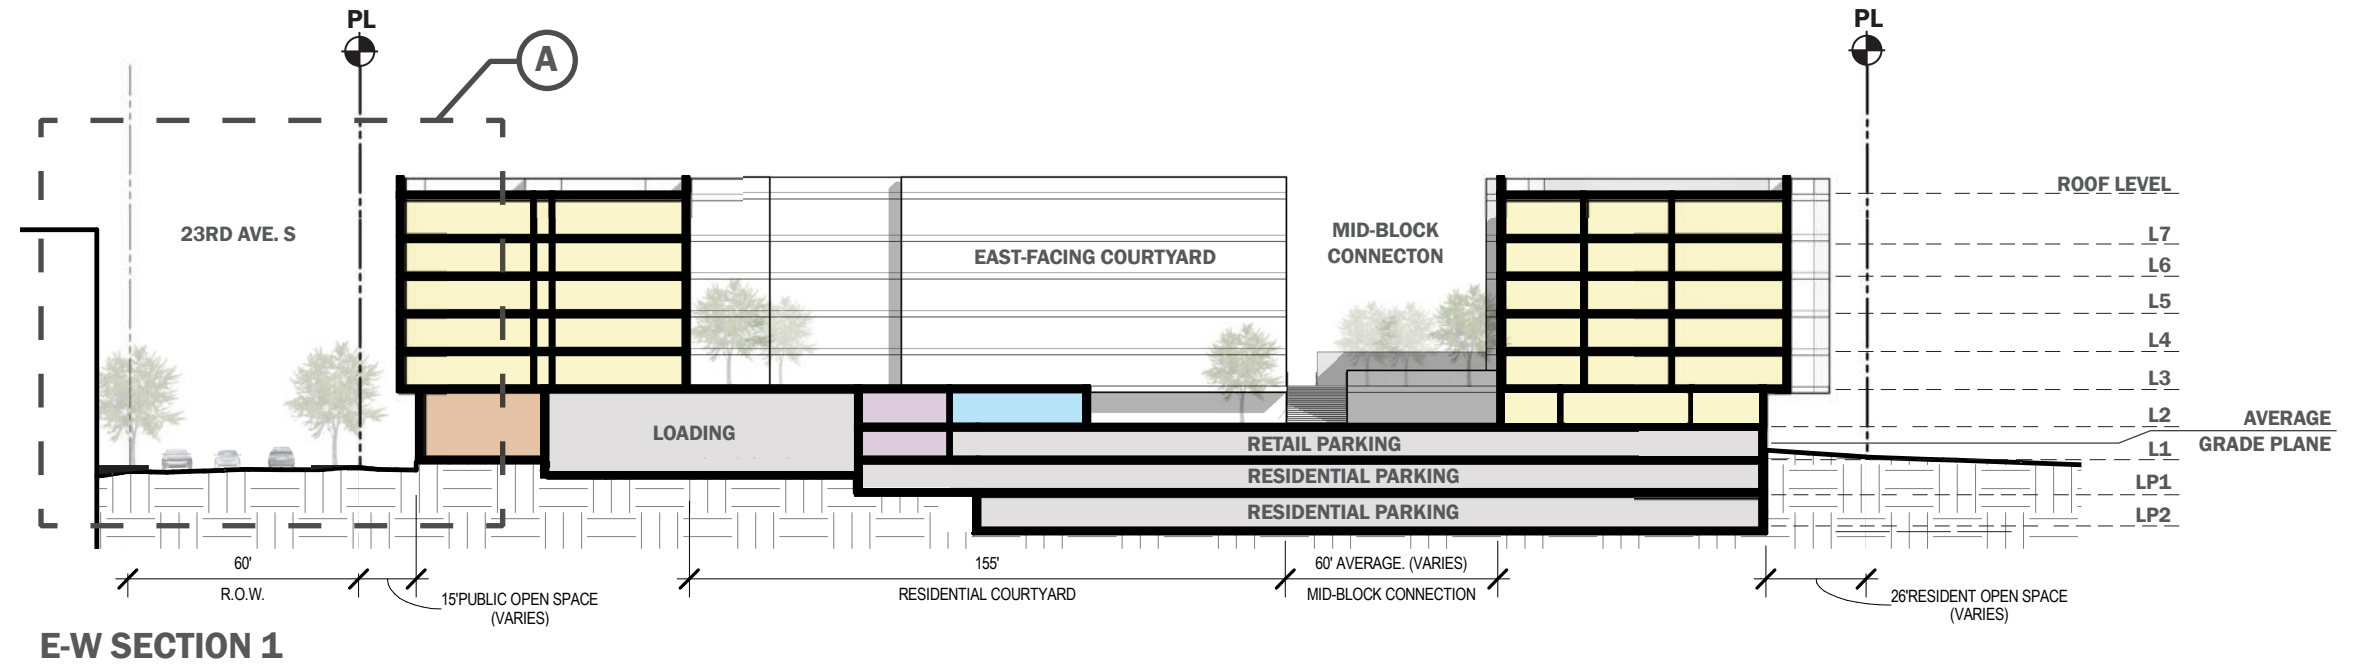 PL
PL
A
ROOF LEVEL
23RD AVE. S
MID-BLOCK
CONNECTON
EAST-FACING COURTYARD
L7
L6
L5
L4
L3
L2
AVERAGE
GRADE PLANE
L1
LOADING
RETAIL PARKING
RESIDENTIAL PARKING
LP1
RESIDENTIAL PARKING
LP2
60'
R.O.W.
15'PUBLIC OPEN SPACE
(VARIES)
155'
RESIDENTIAL COURTYARD
60' AVERAGE. (VARIES)
MID-BLOCK CONNECTION
26'RESIDENT OPEN SPACE
(VARIES)
E-W SECTION 1